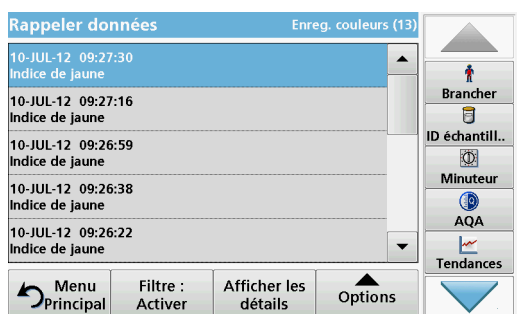 Rappeler données
Enreg. couleurs (13)
10-JUL-12 09:27:30
Indice de jaune
10-JUL-12 09:27:16
Indice de jaune
10-JUL-12 09:26:59
Indice de jaune
10-JUL-12 09:26:38
Indice de jaune
10-JUL-12 09:26:22
Indice de jaune
Brancher
ID échantill..
Minuteur
AQA
Tendances
Menu
Principal
Filtre :
Activer
Afficher les
détails
Options